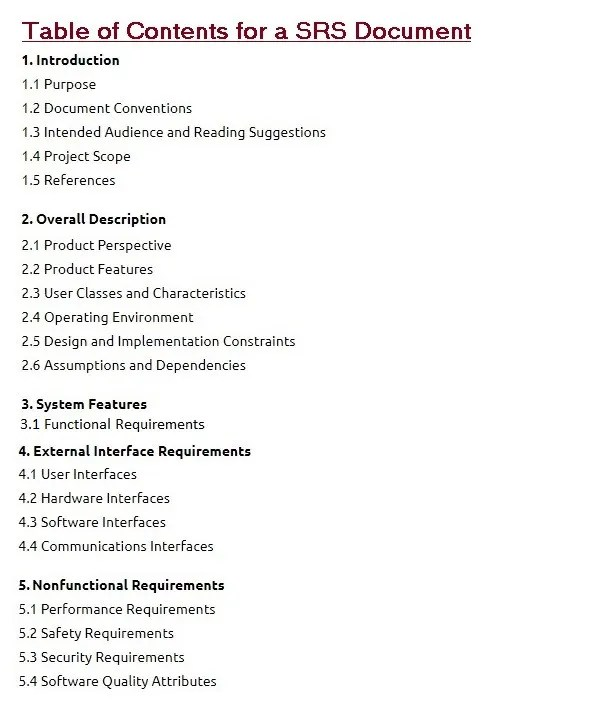 Table of Contents for a SRS Document
1. Introduction
1.1 Purpose
1.2 Document Conventions
1.3 Intended Audience and Reading Suggestions
1.4 Project Scope
1.5 References
2. Overall Description
2.1 Product Perspective
2.2 Product Features
2.3 User Classes and Characteristics
2.4 Operating Environment
2.5 Design and Implementation Constraints
2.6 Assumptions and Dependencies
3. System Features
3.1 Functional Requirements
4. External Interface Requirements
4.1 User Interfaces
4.2 Hardware Interfaces
4.3 Software Interfaces
4.4 Communications Interfaces
5. Nonfunctional Requirements
5.1 Performance Requirements
5.2 Safety Requirements
5.3 Security Requirements
5.4 Software Quality Attributes